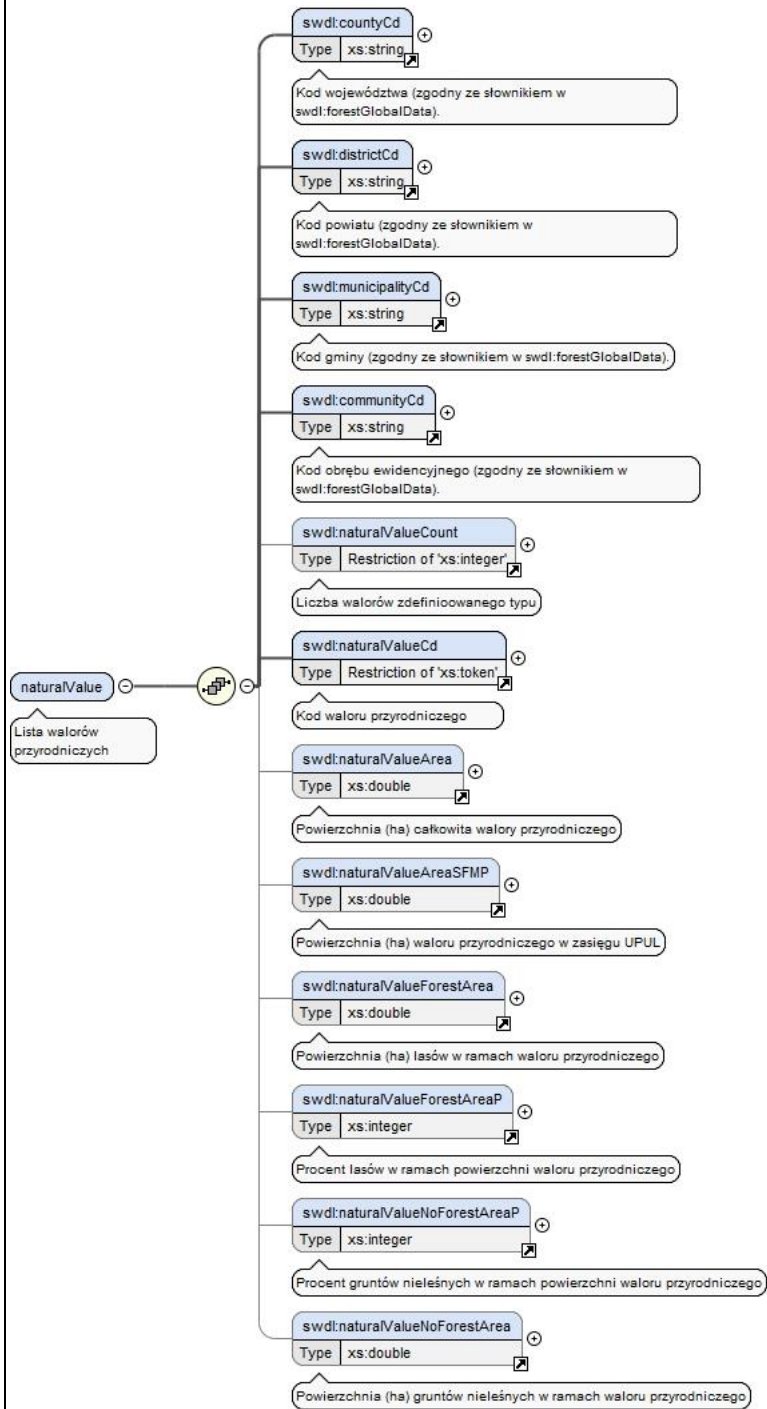 swdl:countyCd
Type xs:string
Kod województwa (zgodny ze słownikiem w
swdl:forestGlobalData).
swdl:districtCd
Type xs:string
Kod powiatu (zgodny ze słownikiem w
swdl:forestGlobalData).
swdl:municipalityCd
Type xs:string
Kod gminy (zgodny ze słownikiem w swdl:forestGlobalData).
swdl:communityCd
Type xs:string
Kod obrębu ewidencyjnego (zgodny ze słownikiem w
swdl:forestGlobalData).
swdl:naturalValueCount
Type Restriction of 'xs:integer'
Liczba walorów zdefinioowanego typu
naturalValue
Lista walorów
przyrodniczych
swdl:naturalValueCd
Type Restriction of 'xs:token'
Kod waloru przyrodniczego
swdl:naturalValueArea
Type xs:double
Powierzchnia (ha) całkowita walory przyrodniczego
swdl:naturalValueAreaSFMP
Type xs:double
Powierzchnia (ha) waloru przyrodniczego w zasięgu UPUL
swdl:naturalValueForestArea
Type xs:double
Powierzchnia (ha) lasów w ramach waloru przyrodniczego
swdl:naturalValueForestAreaP
Type xs:integer
Procent lasów w ramach powierzchni waloru przyrodniczego
swdl:naturalValueNoForestAreaP
Type xs:integer
Procent gruntów nieleśnych w ramach powierzchni waloru przyrodniczego
swdl:naturalValueNoForestArea
Type xs:double
Powierzchnia (ha) gruntów nieleśnych w ramach waloru przyrodniczego